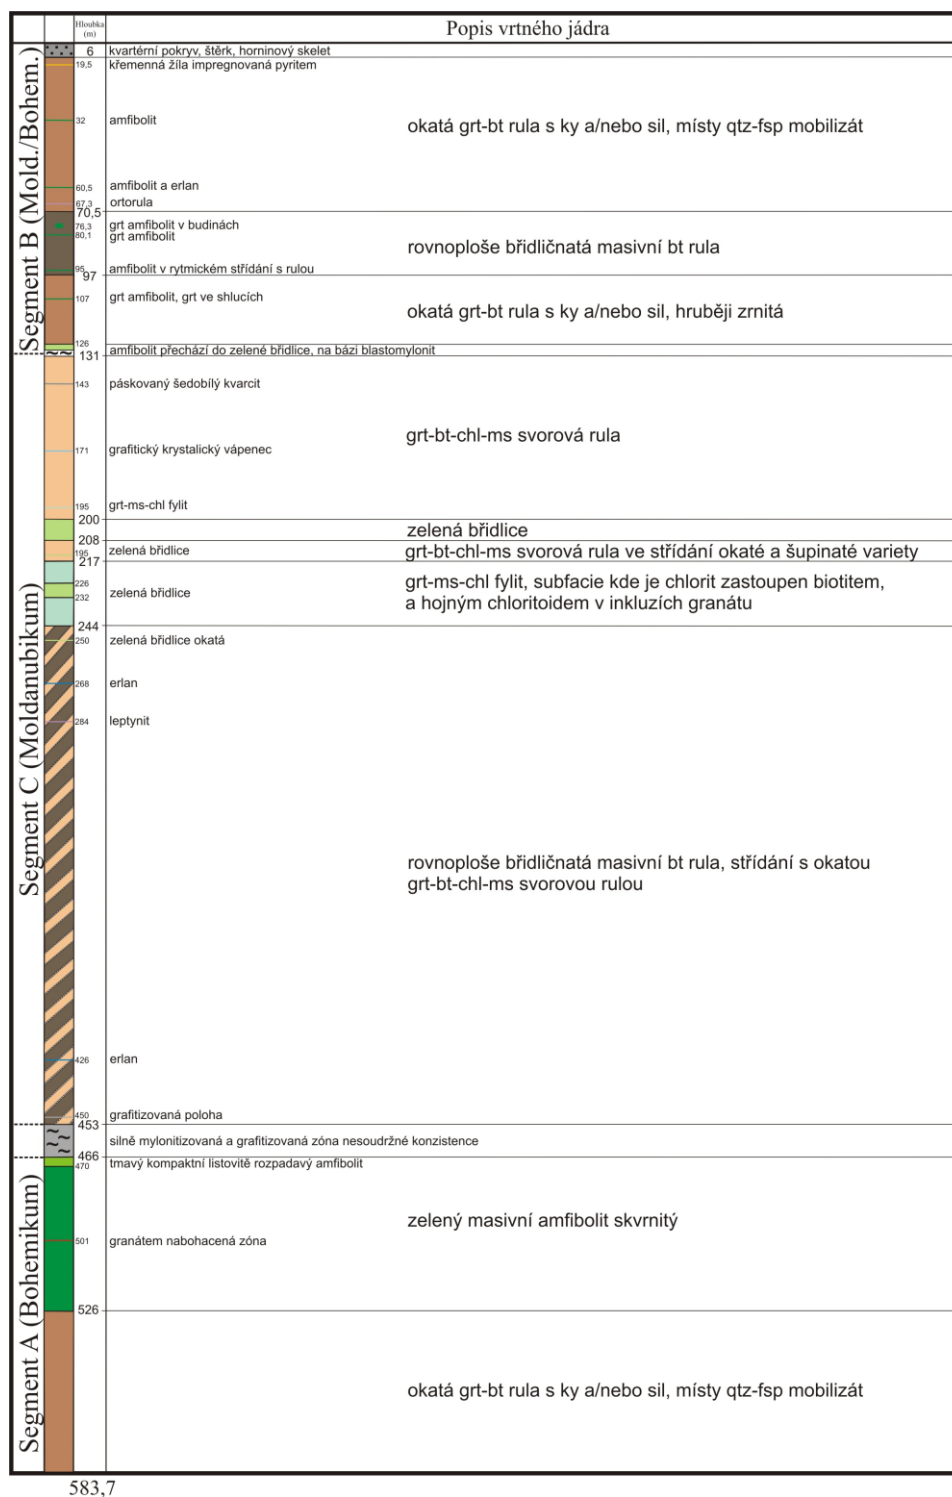 Hloubka
(m)
Popis vrtného jádra
Segment B (Mold./Bohem.)
6 kvartérní pokryv, štěrk, horninový skelet
19,5 křemenná žíla impregnovaná pyritem
32 amfibolit
okatá grt-bt rula s ky a/nebo sil, místy qtz-fsp mobilizát
60,5 amfibolit a erlan
67,3 ortorula
70,5
76,3 grt amfibolit v budinách
80,1 grt amfibolit
rovnoploše břidličnatá masivní bt rula
95 amfibolit v rytmickém střídání s rulou
97
107 grt amfibolit, grt ve shlucích
okatá grt-bt rula s ky a/nebo sil, hruběji zrnitá
126
amfibolit přechází do zelené břidlice, na bázi blastomylonit
131
Segment C (Moldanubikum)
143 páskovaný šedobílý kvarcit
grt-bt-chl-ms svorová rula
171 grafitický krystalický vápenec
195 grt-ms-chl fylit
200
zelená břidlice
208
195 zelená břidlice
grt-bt-chl-ms svorová rula ve střídání okaté a šupinaté variety
217
226
zelená břidlice
232
grt-ms-chl fylit, subfacie kde je chlorit zastoupen biotitem,
a hojným chloritoidem v inkluzích granátu
244
250 zelená břidlice okatá
268 erlan
284 leptynit
rovnoploše břidličnatá masivní bt rula, střídání s okatou
grt-bt-chl-ms svorovou rulou
426 erlan
450 grafitizovaná poloha
453
silně mylonitizovaná a grafitizovaná zóna nesoudržné konzistence
466
Segment A (Bohemikum)
470 tmavý kompaktní listovitě rozpadavý amfibolit
zelený masivní amfibolit skvrnitý
501 granátem nabohacená zóna
526
okatá grt-bt rula s ky a/nebo sil, místy qtz-fsp mobilizát
583,7